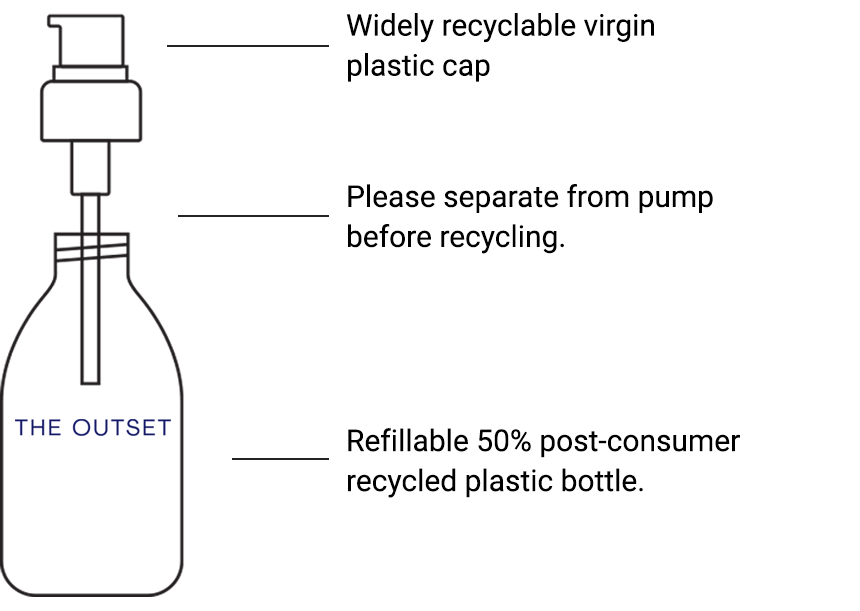 Widely recyclable virgin
plastic cap
Please separate from pump
before recycling.
THE OUTSET
Refillable 50% post-consumer
recycled plastic bottle.